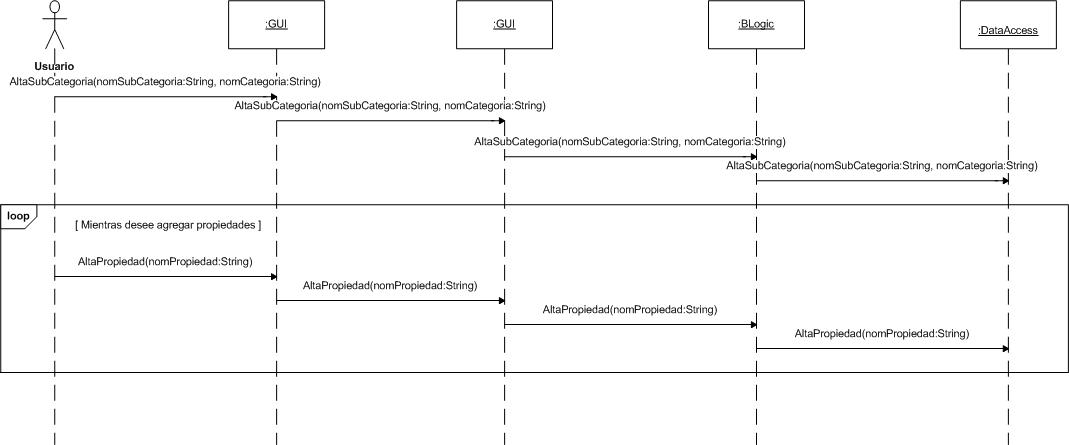 :GUI
:GUI
:BLogic
:DataAccess
Usuario
AltaSubCategoria(nomSubCategoria:String, nomCategoria:String)
AltaSubCategoria(nomSubCategoria:String, nomCategoria:String)
AltaSubCategoria(nomSubCategoria:String, nomCategoria:String)
AltaSubCategoria(nomSubCategoria:String, nomCategoria:String)
loop
[ Mientras desee agregar propiedades ]
AltaPropiedad(nomPropiedad:String)
AltaPropiedad(nomPropiedad:String)
AltaPropiedad(nomPropiedad:String)
AltaPropiedad(nomPropiedad:String)